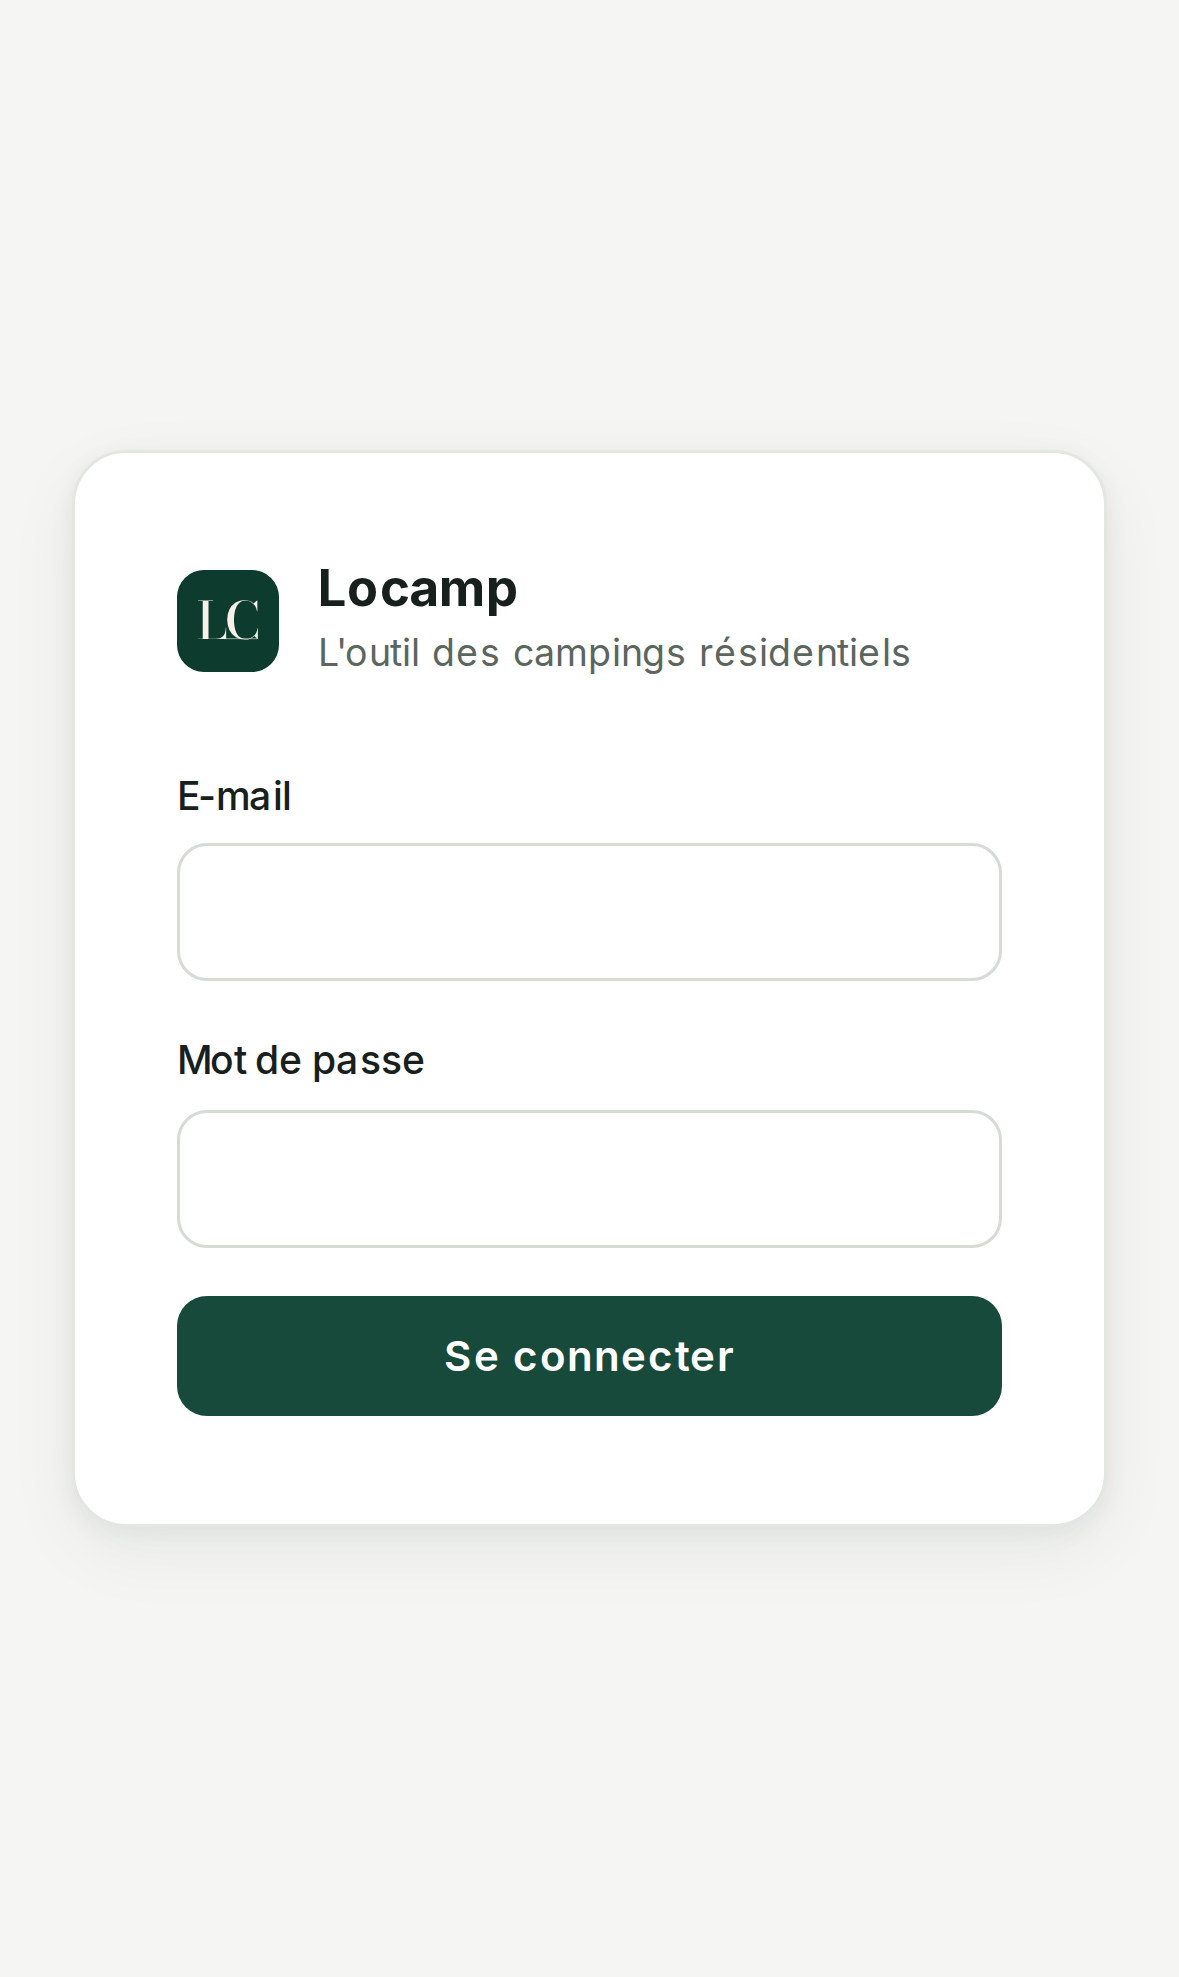 LC
Locamp
L'outil des campings résidentiels
E-mail
Mot de passe
Se connecter